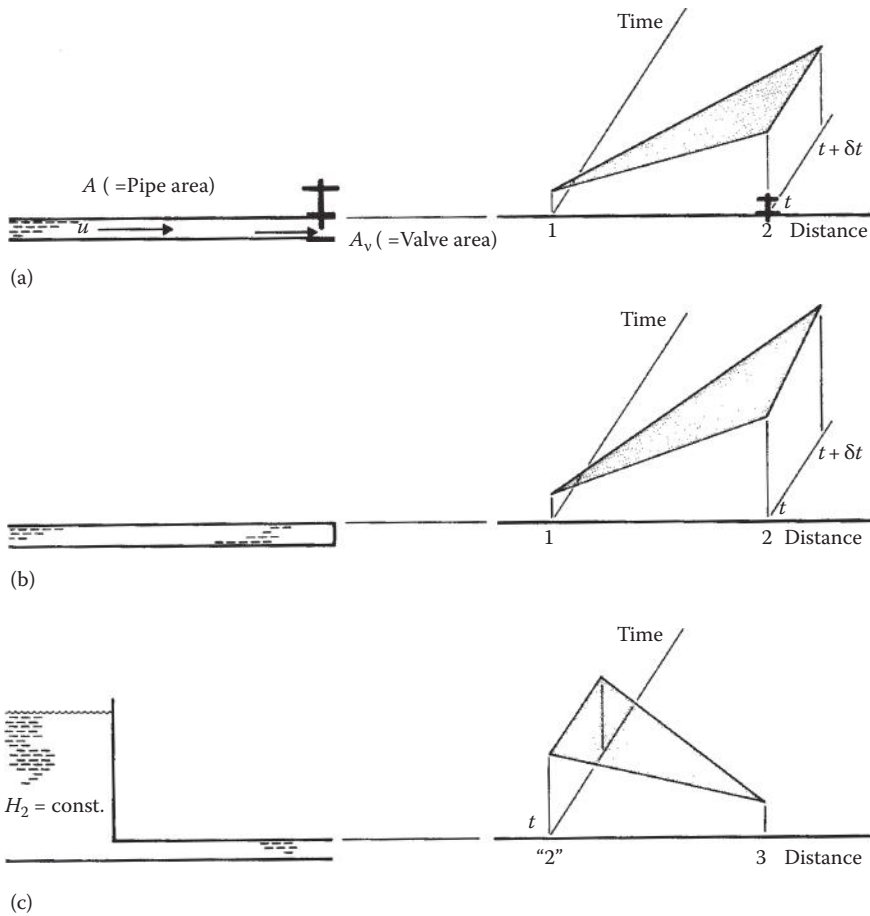 Time
t + δt
A ( =Pipe area)
u
t
A_v ( =Valve area)
1
2
Distance
(a)
Time
t + δt
t
1
2
Distance
(b)
Time
H_2 = const.
t
"2"
3
Distance
(c)